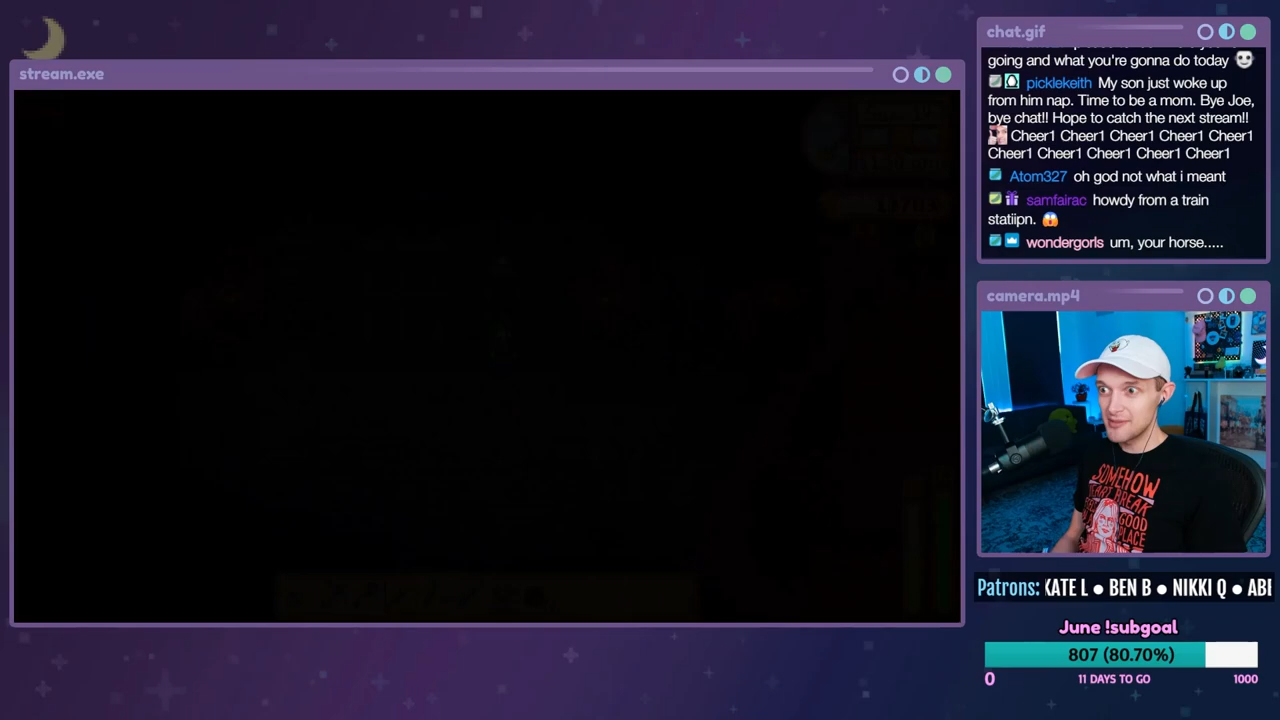 stream.exe
chat.gif
going and what you're gonna do today
picklekeith My son just woke up
from him nap. Time to be a mom. Bye Joe,
bye chat!! Hope to catch the next stream!!
Cheer1 Cheer1 Cheer1 Cheer1 Cheer1
Cheer1 Cheer1 Cheer1 Cheer1 Cheer1
Atom327 oh god not what i meant
samfairac howdy from a train
statiipn.
wondergorls um, your horse.....
camera.mp4
SOMEHOW
HEARTBREAK
GOOD
PLACE
Patrons: KATE L ● BEN B ● NIKKI Q ● ABI
June !subgoal
807 (80.70%)
0 11 DAYS TO GO 1000